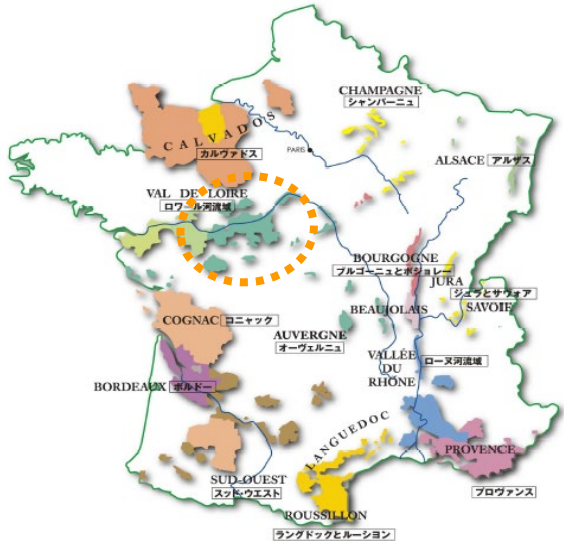 CHAMPAGNE
シャンパーニュ
CALVADOS
カルヴァドス
PARIS
ALSACE アルザス
VAL DE LOIRE
ロワール河流域
BOURGOGNE
ブルゴーニュとボジョレー
JURA
ジュラとサヴォア
SAVOIE
BEAUJOLAIS
COGNAC コニャック
AUVERGNE
オーヴェルニュ
VALLÉE
DU
RHÔNE
ローヌ河流域
BORDEAUX ボルドー
LANGUEDOC
PROVENCE
プロヴァンス
SUD-OUEST
スッド・ウエスト
ROUSSILLON
ラングドックとルーション